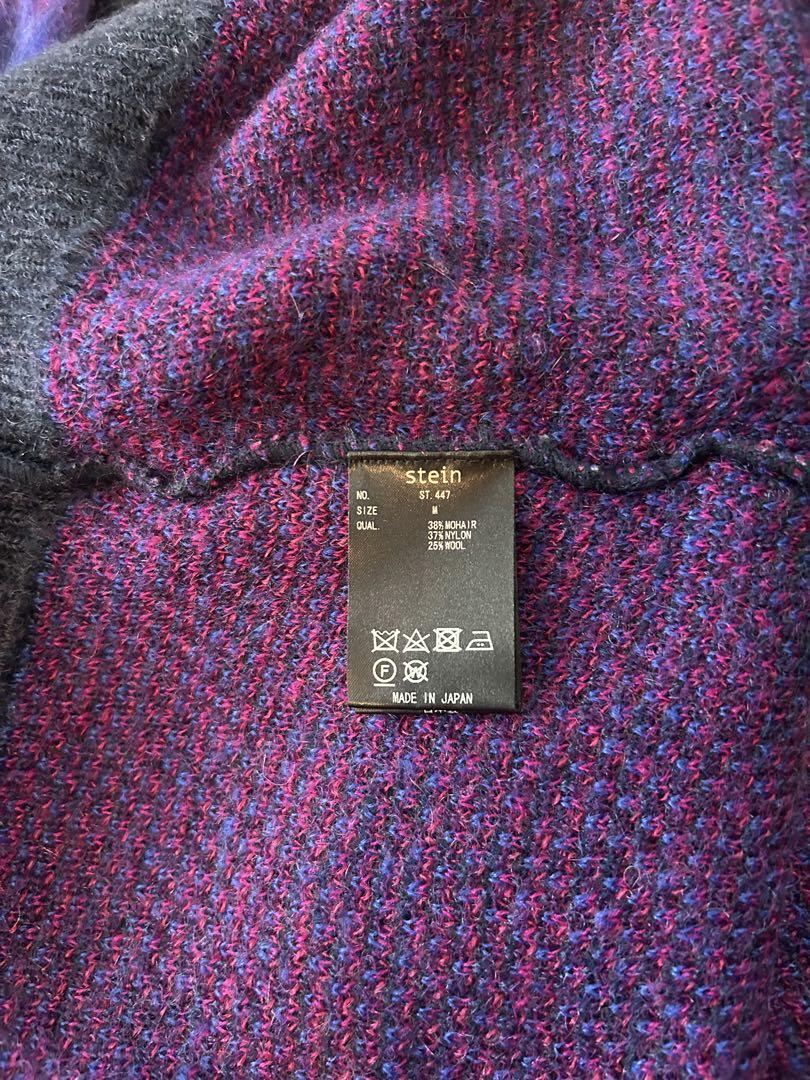 stein
NO. ST.447
SIZE M
QUAL. 38% MOHAIR
37% NYLON
25% WOOL
F W
MADE IN JAPAN